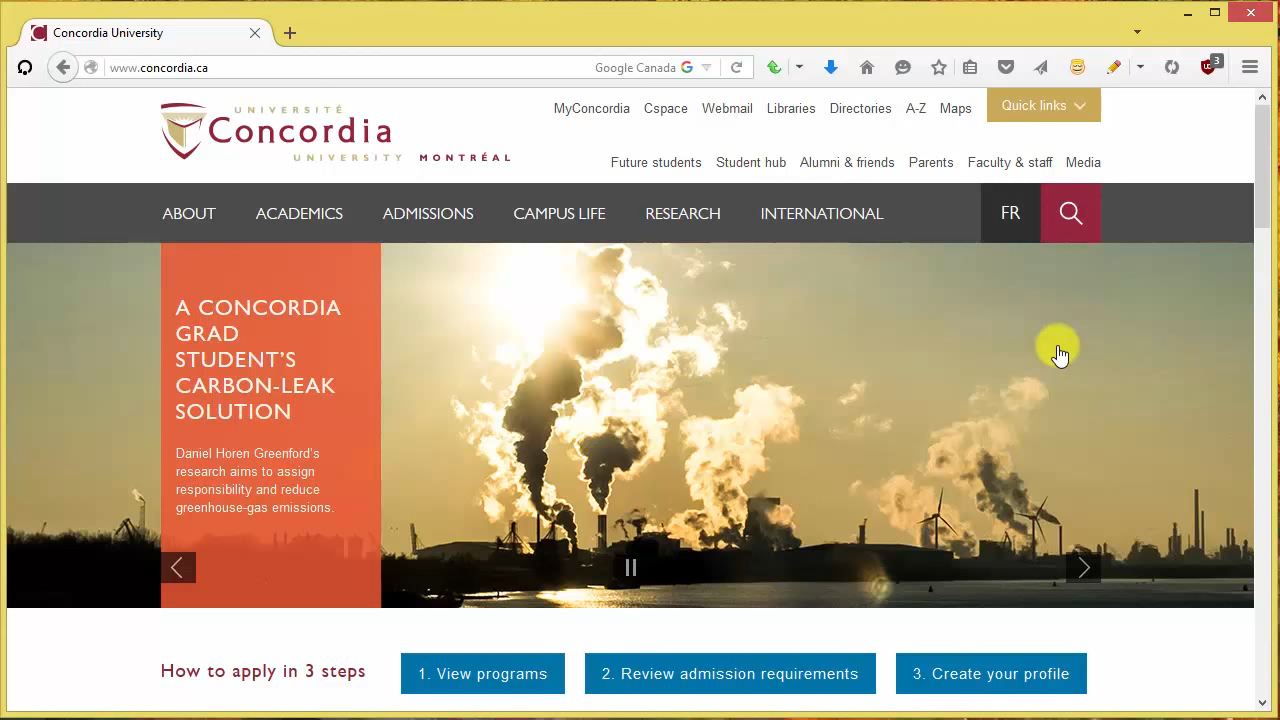 Concordia University
www.concordia.ca
Google Canada
3
UNIVERSITÉ
Concordia
UNIVERSITY MONTRÉAL
MyConcordia Cspace Webmail Libraries Directories A-Z Maps Quick links
Future students Student hub Alumni & friends Parents Faculty & staff Media
ABOUT ACADEMICS ADMISSIONS CAMPUS LIFE RESEARCH INTERNATIONAL FR
A CONCORDIA
GRAD
STUDENT'S
CARBON-LEAK
SOLUTION
Daniel Horen Greenford's
research aims to assign
responsibility and reduce
greenhouse-gas emissions.
How to apply in 3 steps 1. View programs 2. Review admission requirements 3. Create your profile